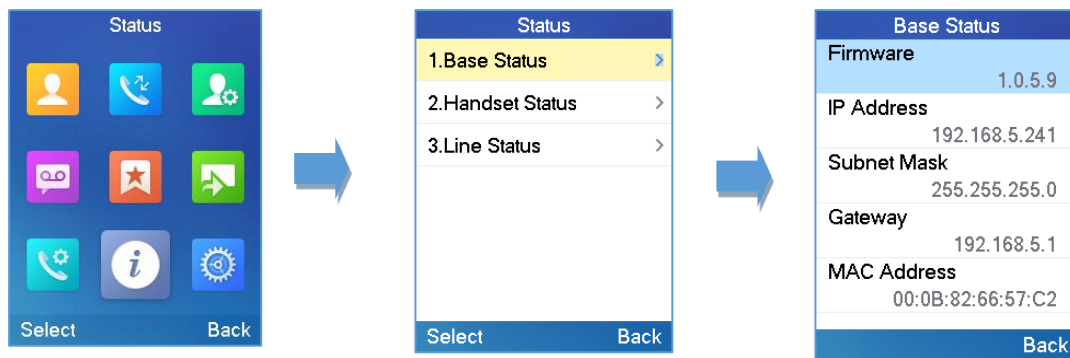 Status
Select Back
Status
1.Base Status
2.Handset Status
3.Line Status
Select Back
Base Status
Firmware
1.0.5.9
IP Address
192.168.5.241
Subnet Mask
255.255.255.0
Gateway
192.168.5.1
MAC Address
00:0B:82:66:57:C2
Back